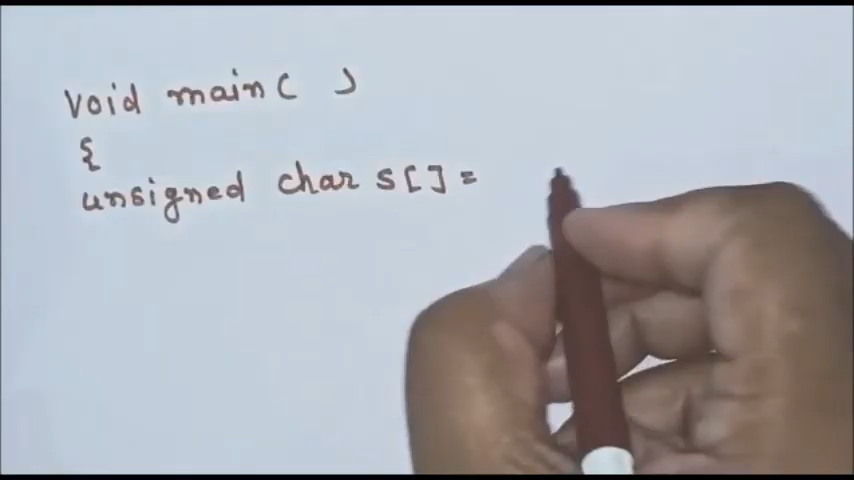 void main( )
{
unsigned char s[] =